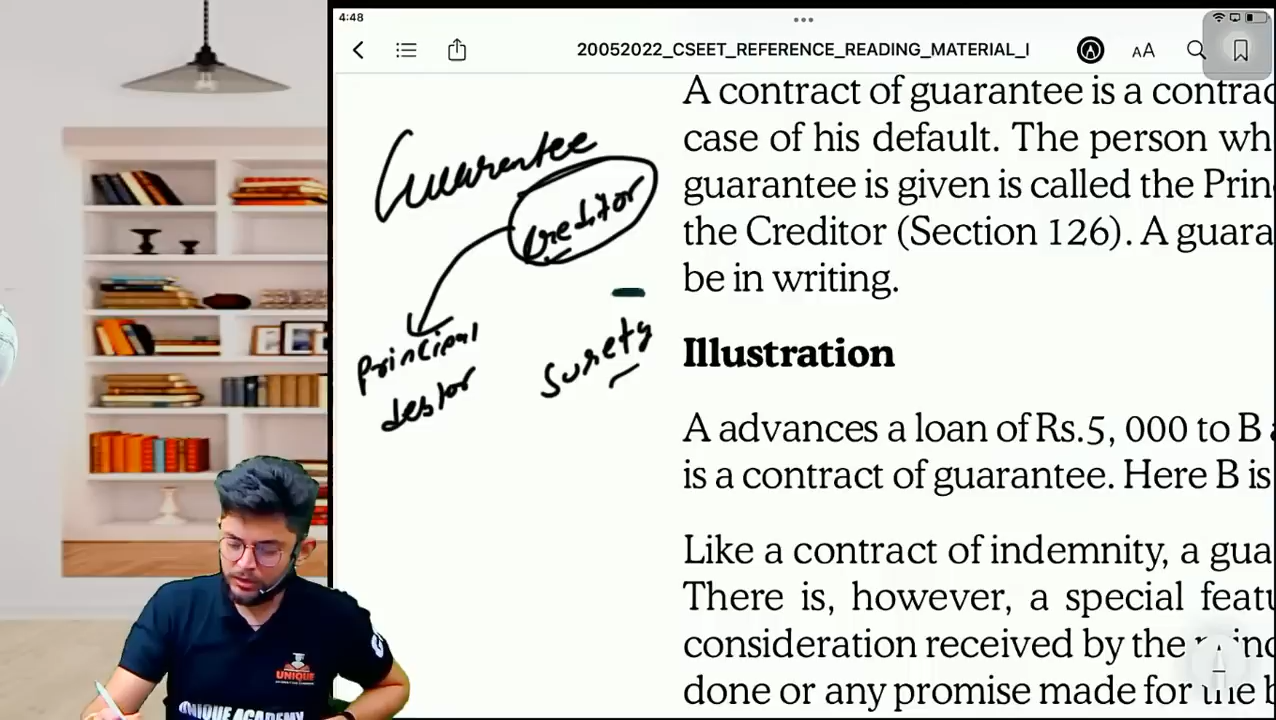 4:48
20052022_CSEET_REFERENCE_READING_MATERIAL_I
AA
A contract of guarantee is a contrac
case of his default. The person wh
guarantee is given is called the Prin
the Creditor (Section 126). A guara
be in writing.
Illustration
A advances a loan of Rs.5, 000 to B a
is a contract of guarantee. Here B is
Like a contract of indemnity, a gua
There is, however, a special featu
consideration received by the
done or any promise made for the b
Guarantee
Creditor
Principal
debtor
Surety
UNIQUE
UNIQUE ACADEMY